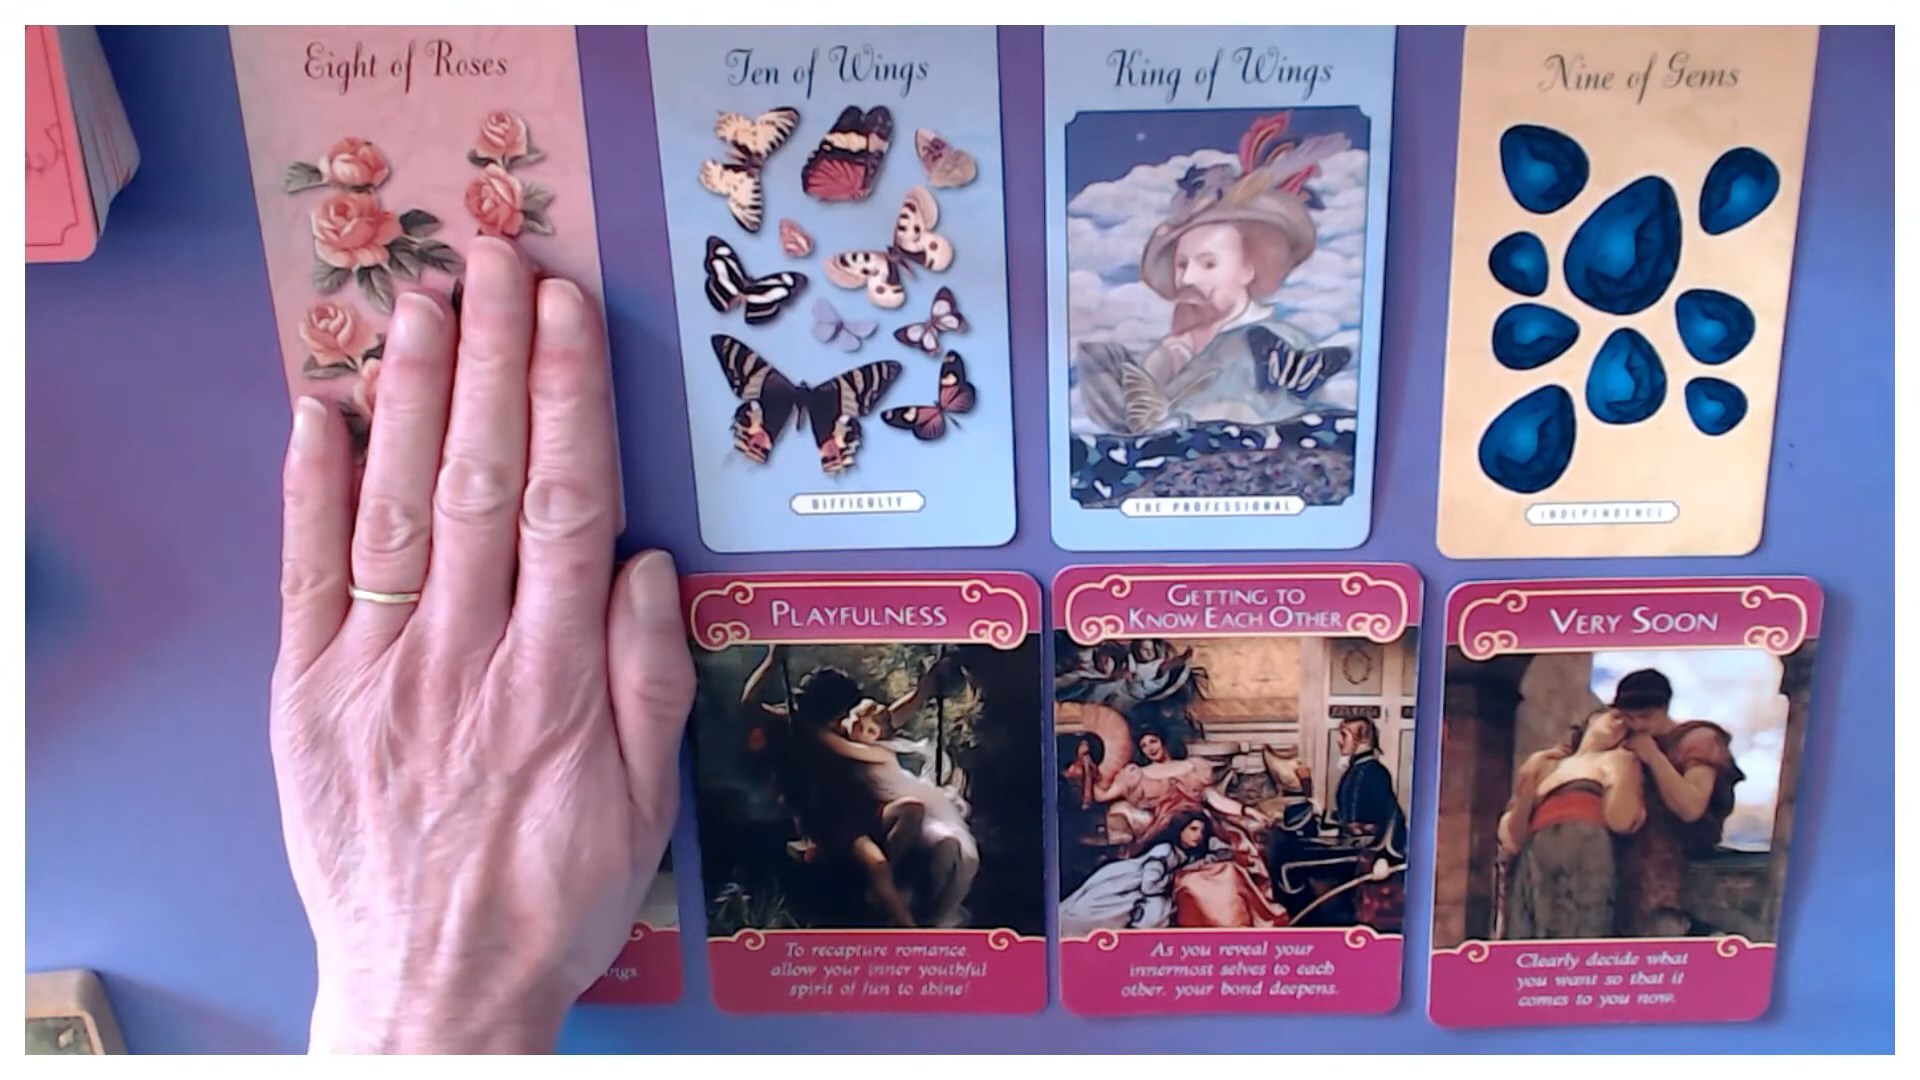 Eight of Roses
Ten of Wings
King of Wings
Nine of Gems
DIFFICULTY
THE PROFESSIONAL
INDEPENDENCE
PLAYFULNESS
GETTING TO
KNOW EACH OTHER
VERY SOON
To recapture romance
allow your inner youthful
spirit of fun to shine!
As you reveal your
innermost selves to each
other, your bond deepens.
Clearly decide what
you want so that it
comes to you now.